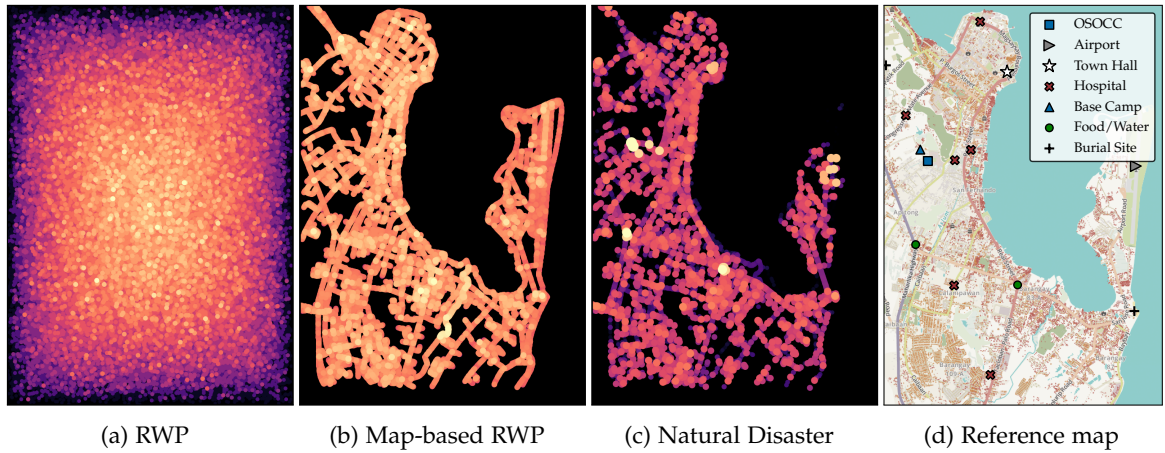 OSOCC
Airport
Town Hall
Hospital
Base Camp
Food/Water
Burial Site
(a) RWP
(b) Map-based RWP
(c) Natural Disaster
(d) Reference map